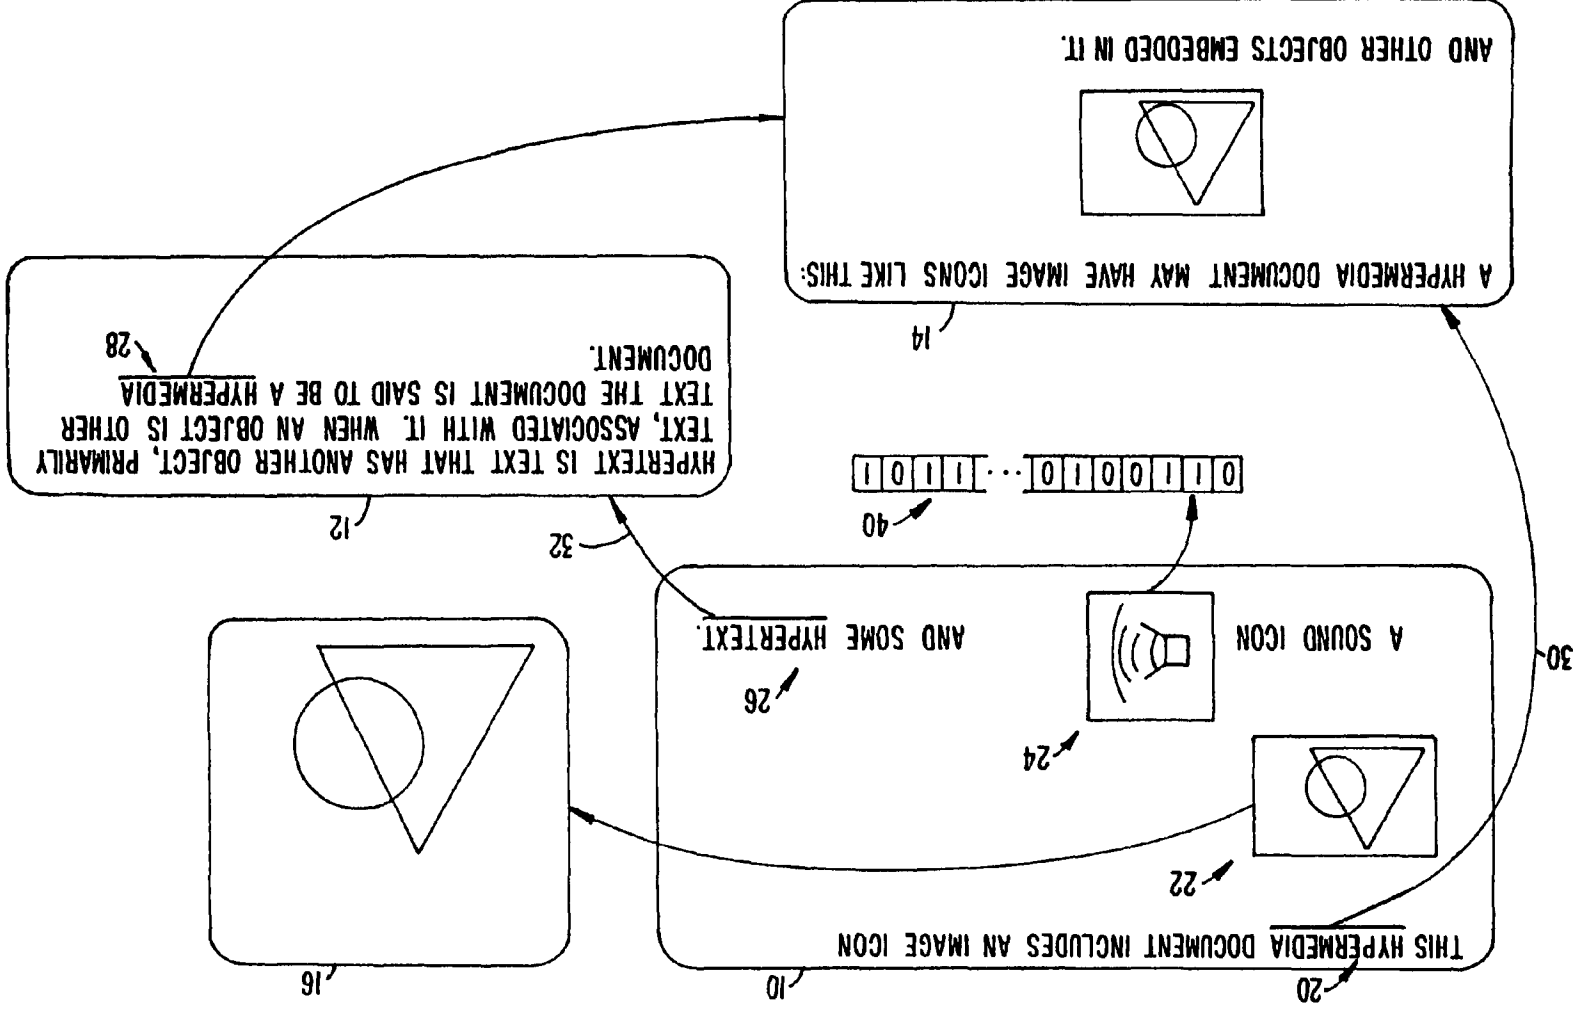 20
10
16
THIS HYPERMEDIA DOCUMENT INCLUDES AN IMAGE ICON
22
24
26
30
A SOUND ICON
AND SOME HYPERTEXT.
32
12
40
0 1 1 0 0 1 0 ... 1 1 0 1
HYPERTEXT IS TEXT THAT HAS ANOTHER OBJECT, PRIMARILY
TEXT, ASSOCIATED WITH IT. WHEN AN OBJECT IS OTHER
TEXT THE DOCUMENT IS SAID TO BE A HYPERMEDIA
DOCUMENT.
28
14
A HYPERMEDIA DOCUMENT MAY HAVE IMAGE ICONS LIKE THIS:
AND OTHER OBJECTS EMBEDDED IN IT.